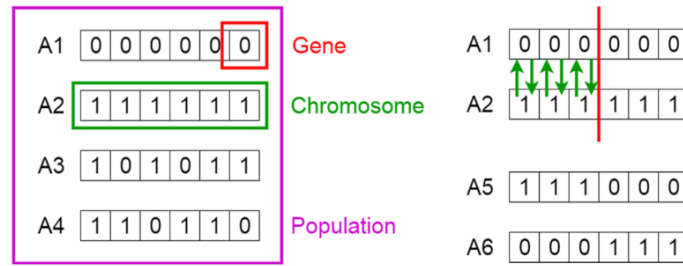 A1 0 0 0 0 0 0 Gene
A2 1 1 1 1 1 1 Chromosome
A3 1 0 1 0 1 1
A4 1 1 0 1 1 0 Population
A1 0 0 0 0 0 0
A2 1 1 1 1 1 1
A5 1 1 1 0 0 0
A6 0 0 0 1 1 1